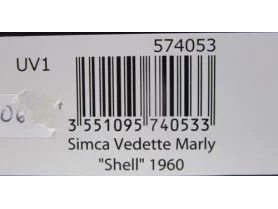 574053
UV1
06
3 551095 740533
Simca Vedette Marly
"Shell" 1960